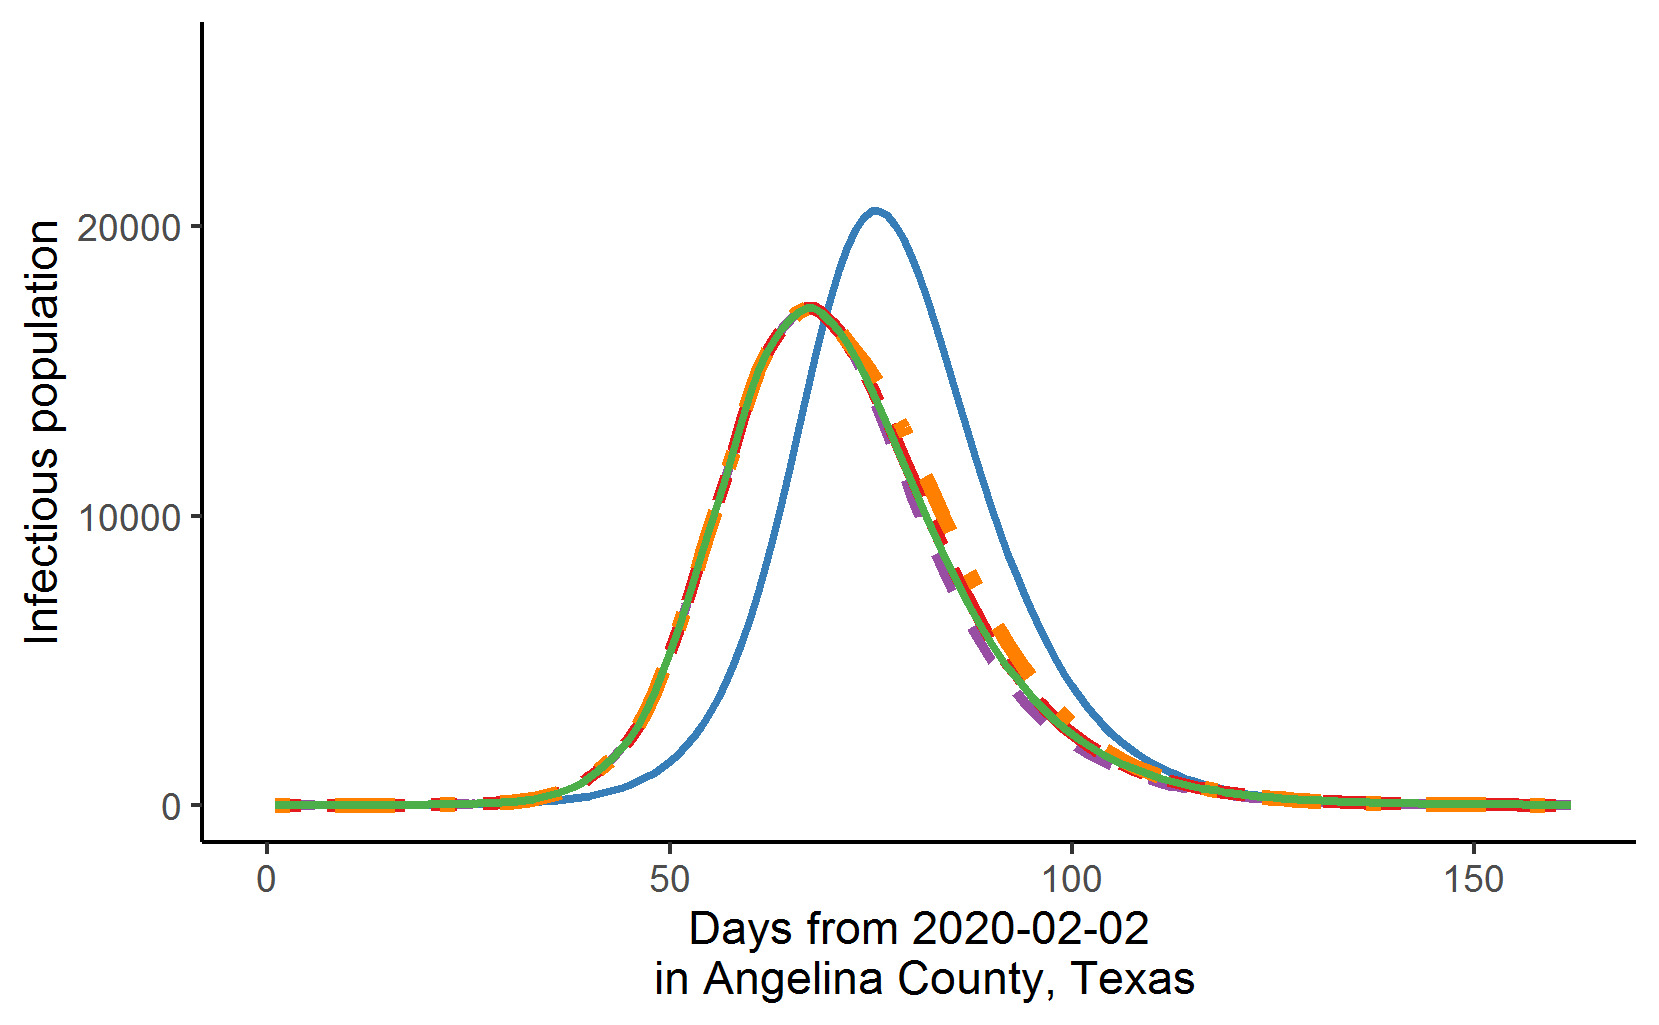 Infectious population
20000
10000
0
0 50 100 150
Days from 2020-02-02
in Angelina County, Texas